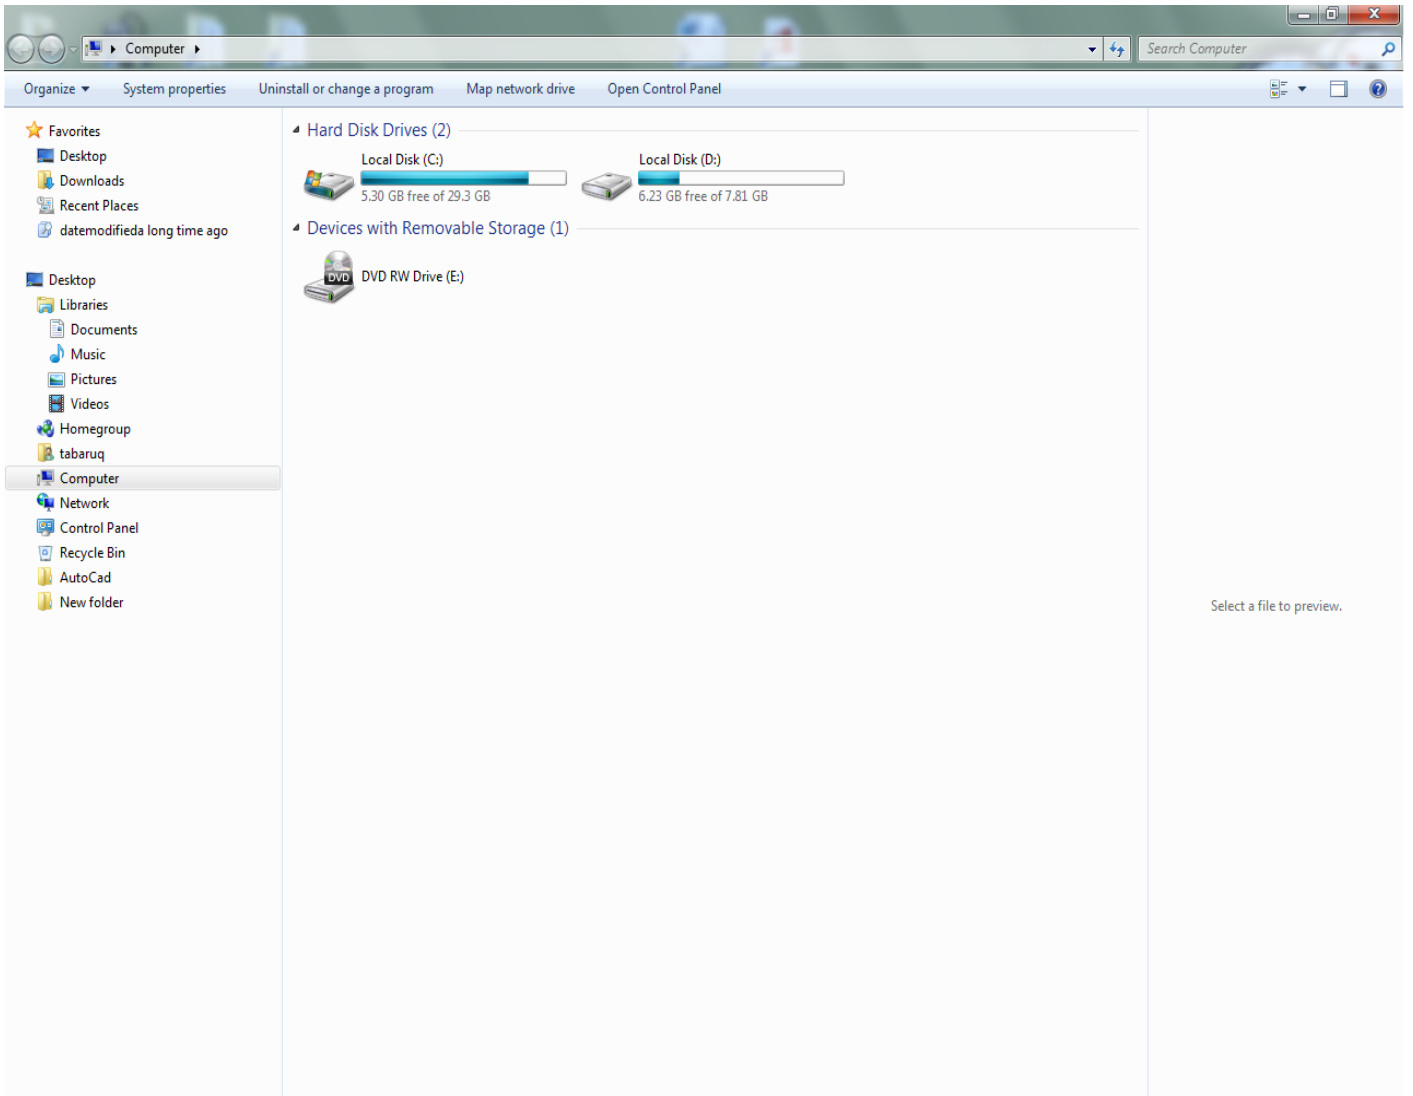 Computer
Search Computer
Organize
System properties
Uninstall or change a program
Map network drive
Open Control Panel
Favorites
Desktop
Downloads
Recent Places
datemodifieda long time ago
Desktop
Libraries
Documents
Music
Pictures
Videos
Homegroup
tabaruq
Computer
Network
Control Panel
Recycle Bin
AutoCad
New folder
Hard Disk Drives (2)
Local Disk (C:)
5.30 GB free of 29.3 GB
Local Disk (D:)
6.23 GB free of 7.81 GB
Devices with Removable Storage (1)
DVD
DVD RW Drive (E:)
Select a file to preview.